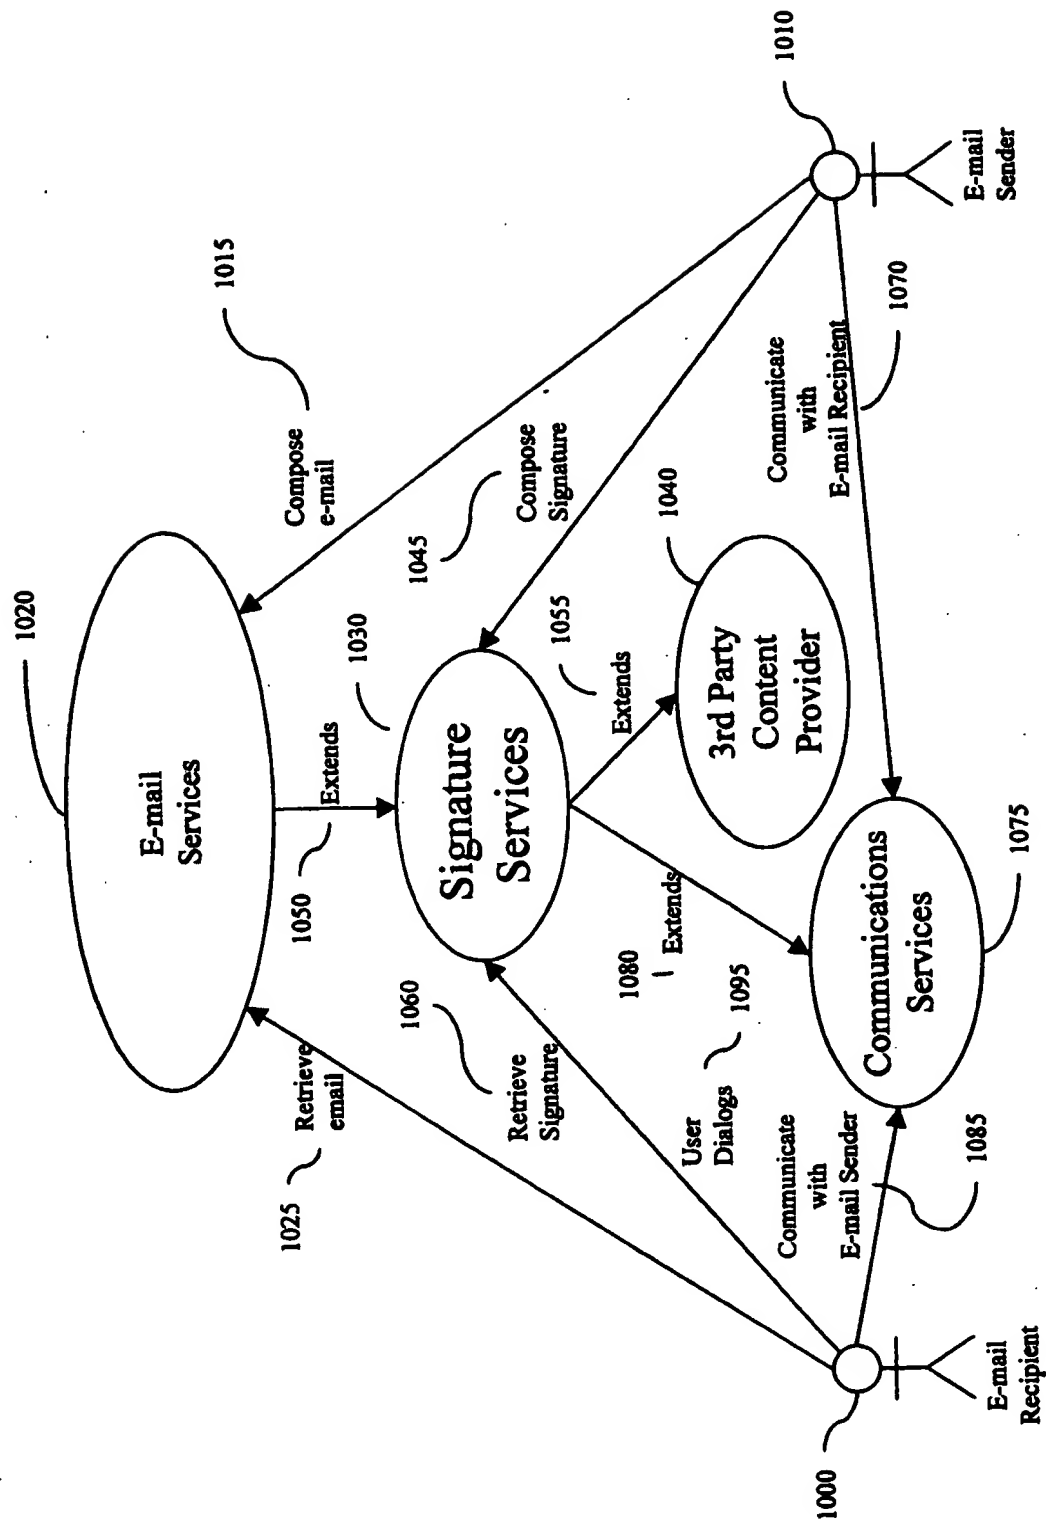 1020
E-mail
Services
1015
Compose
e-mail
1025
Retrieve
email
1050
Extends
1030
Signature
Services
1045
Compose
Signature
1060
Retrieve
Signature
1055
Extends
1040
3rd Party
Content
Provider
1080
Extends
1095
User
Dialogs
Communicate
with
E-mail Sender
1085
Communications
Services
1075
Communicate
with
E-mail Recipient
1070
1000
E-mail
Recipient
1010
E-mail
Sender